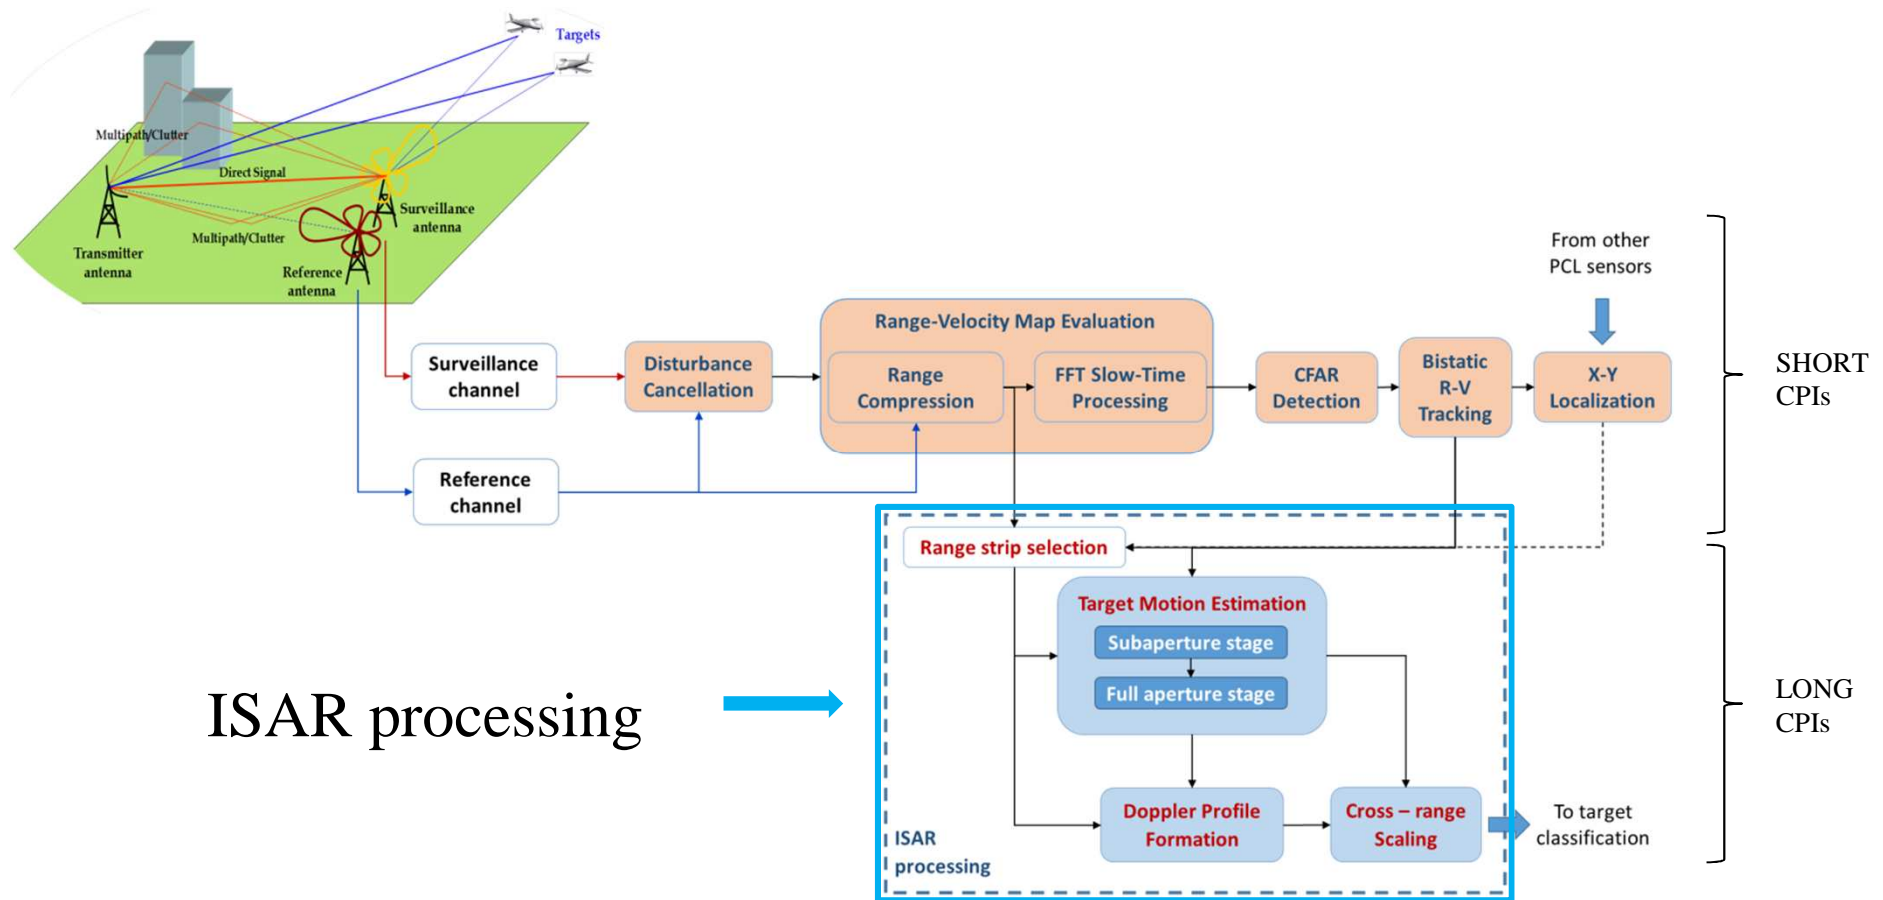 Targets
Multipath/Clutter
Direct Signal
Surveillance
antenna
Multipath/Clutter
Transmitter
antenna
Reference
antenna
From other
PCL sensors
Range-Velocity Map Evaluation
Surveillance
channel
Disturbance
Cancellation
Range
Compression
FFT Slow-Time
Processing
CFAR
Detection
Bistatic
R-V
Tracking
X-Y
Localization
SHORT
CPIs
Reference
channel
Range strip selection
Target Motion Estimation
Subaperture stage
Full aperture stage
ISAR processing
LONG
CPIs
Doppler Profile
Formation
Cross – range
Scaling
To target
classification
ISAR
processing